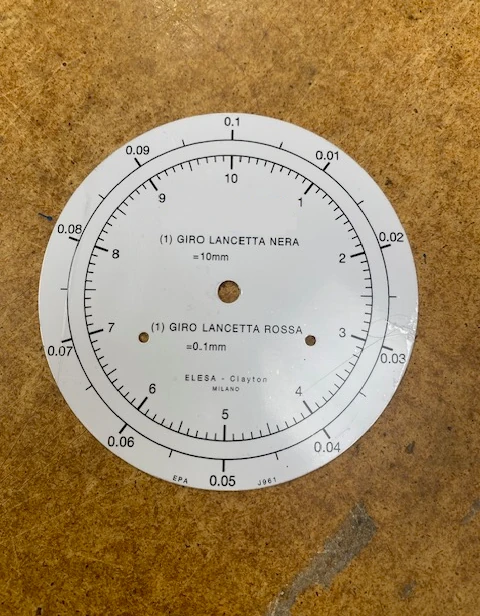 0.1
0.01
0.02
0.03
0.04
0.05
0.06
0.07
0.08
0.09
10
1
2
3
4
5
6
7
8
9
(1) GIRO LANCETTA NERA
=10mm
(1) GIRO LANCETTA ROSSA
=0.1mm
ELESA - Clayton
MILANO
EPA
J961